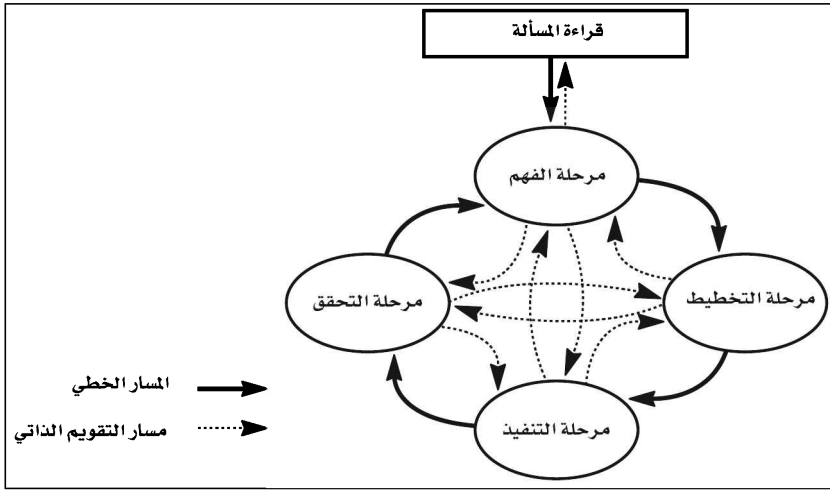 قراءة المسألة
مرحلة الفهم
مرحلة التخطيط
مرحلة التحقق
مرحلة التنفيذ
المسار الخطي
مسار التقويم الذاتي